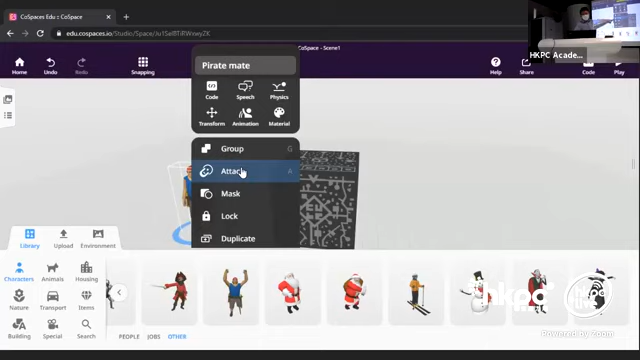 CoSpaces Edu :: CoSpace
edu.cospaces.io/Studio/Space/
CoSpace - Scene1
HKPC Acade...
Home
Undo
Redo
Snapping
Help
Share
Code
Play
Pirate mate
Code
Speech
Physics
Transform
Animation
Material
Group G
Attach A
Mask
Lock
Duplicate
Library
Upload
Environment
Characters
Animals
Housing
Nature
Transport
Items
Building
Special
Search
PEOPLE
JOBS
OTHER
hkpc
Powered by Zoom